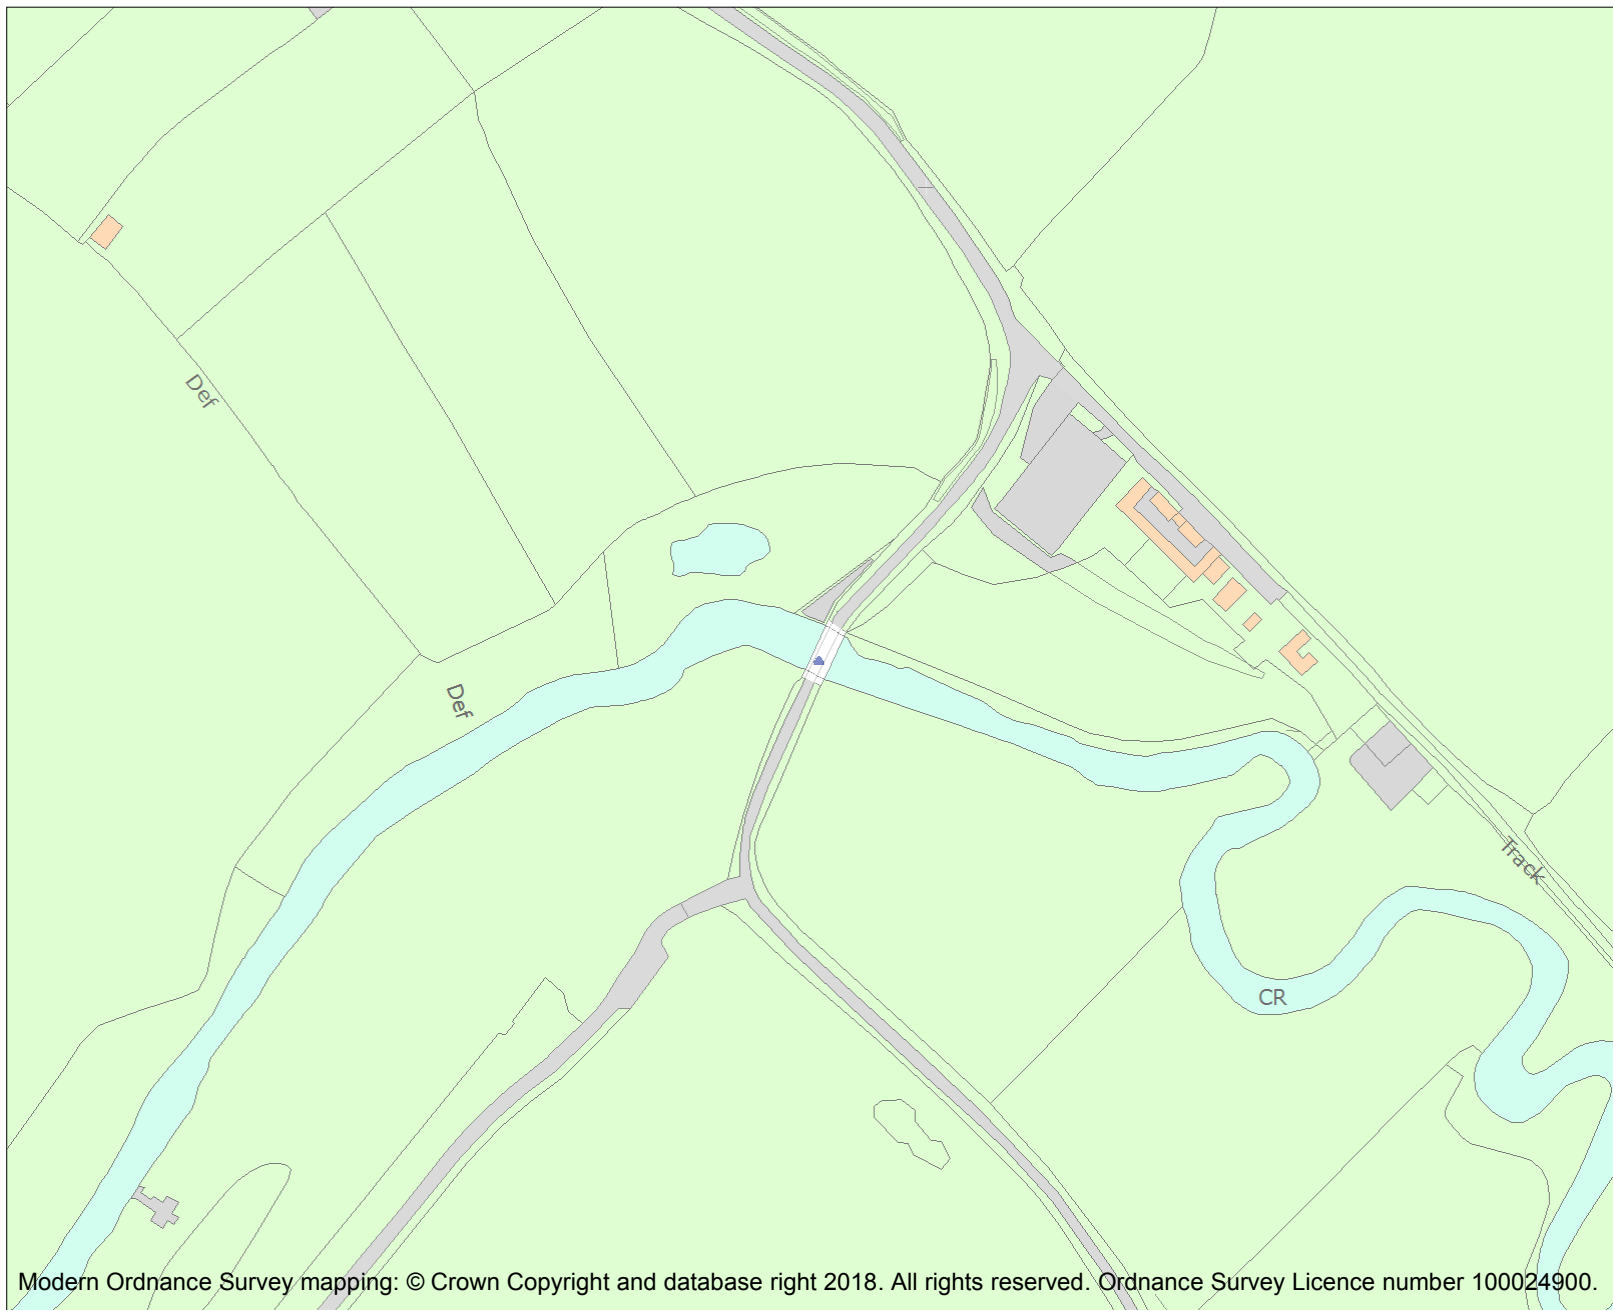 Def
Def
Track
CR
Modern Ordnance Survey mapping: © Crown Copyright and database right 2018. All rights reserved. Ordnance Survey Licence number 100024900.